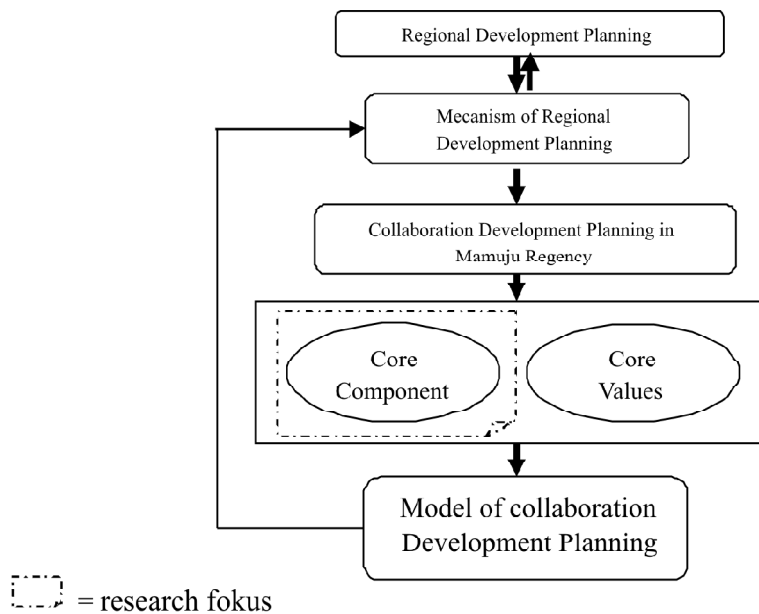 Regional Development Planning
Mecanism of Regional
Development Planning
Collaboration Development Planning in
Mamuju Regency
Core
Component
Core
Values
Model of collaboration
Development Planning
= research fokus